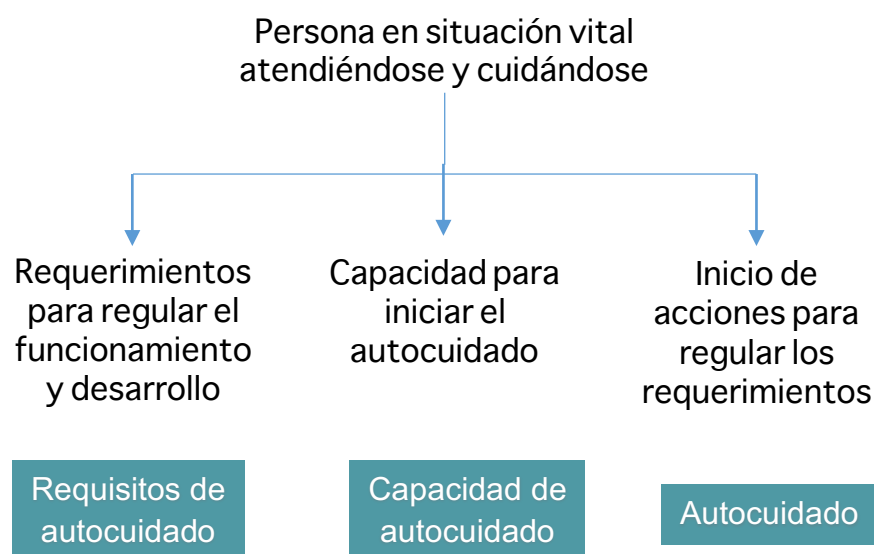 Persona en situación vital
atendiéndose y cuidándose
Requerimientos
para regular el
funcionamiento
y desarrollo
Capacidad para
iniciar el
autocuidado
Inicio de
acciones para
regular los
requerimientos
Requisitos de
autocuidado
Capacidad de
autocuidado
Autocuidado